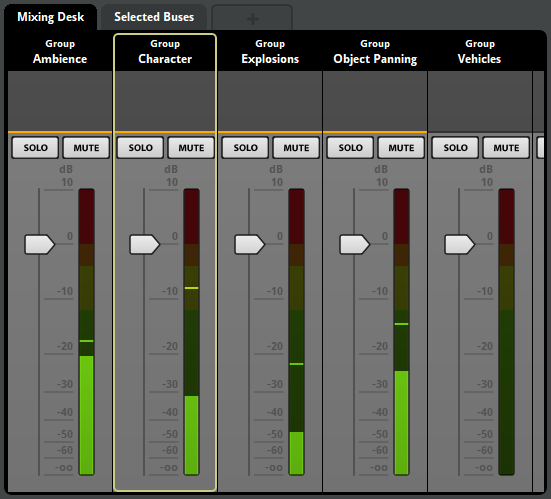 Mixing Desk
Selected Buses
+
Group
Ambience
SOLO
MUTE
dB
10
0
-10
-20
-30
-40
-50
-60
-oo
Group
Character
SOLO
MUTE
dB
10
0
-10
-20
-30
-40
-50
-60
-oo
Group
Explosions
SOLO
MUTE
dB
10
0
-10
-20
-30
-40
-50
-60
-oo
Group
Object Panning
SOLO
MUTE
dB
10
0
-10
-20
-30
-40
-50
-60
-oo
Group
Vehicles
SOLO
MUTE
dB
10
0
-10
-20
-30
-40
-50
-60
-oo